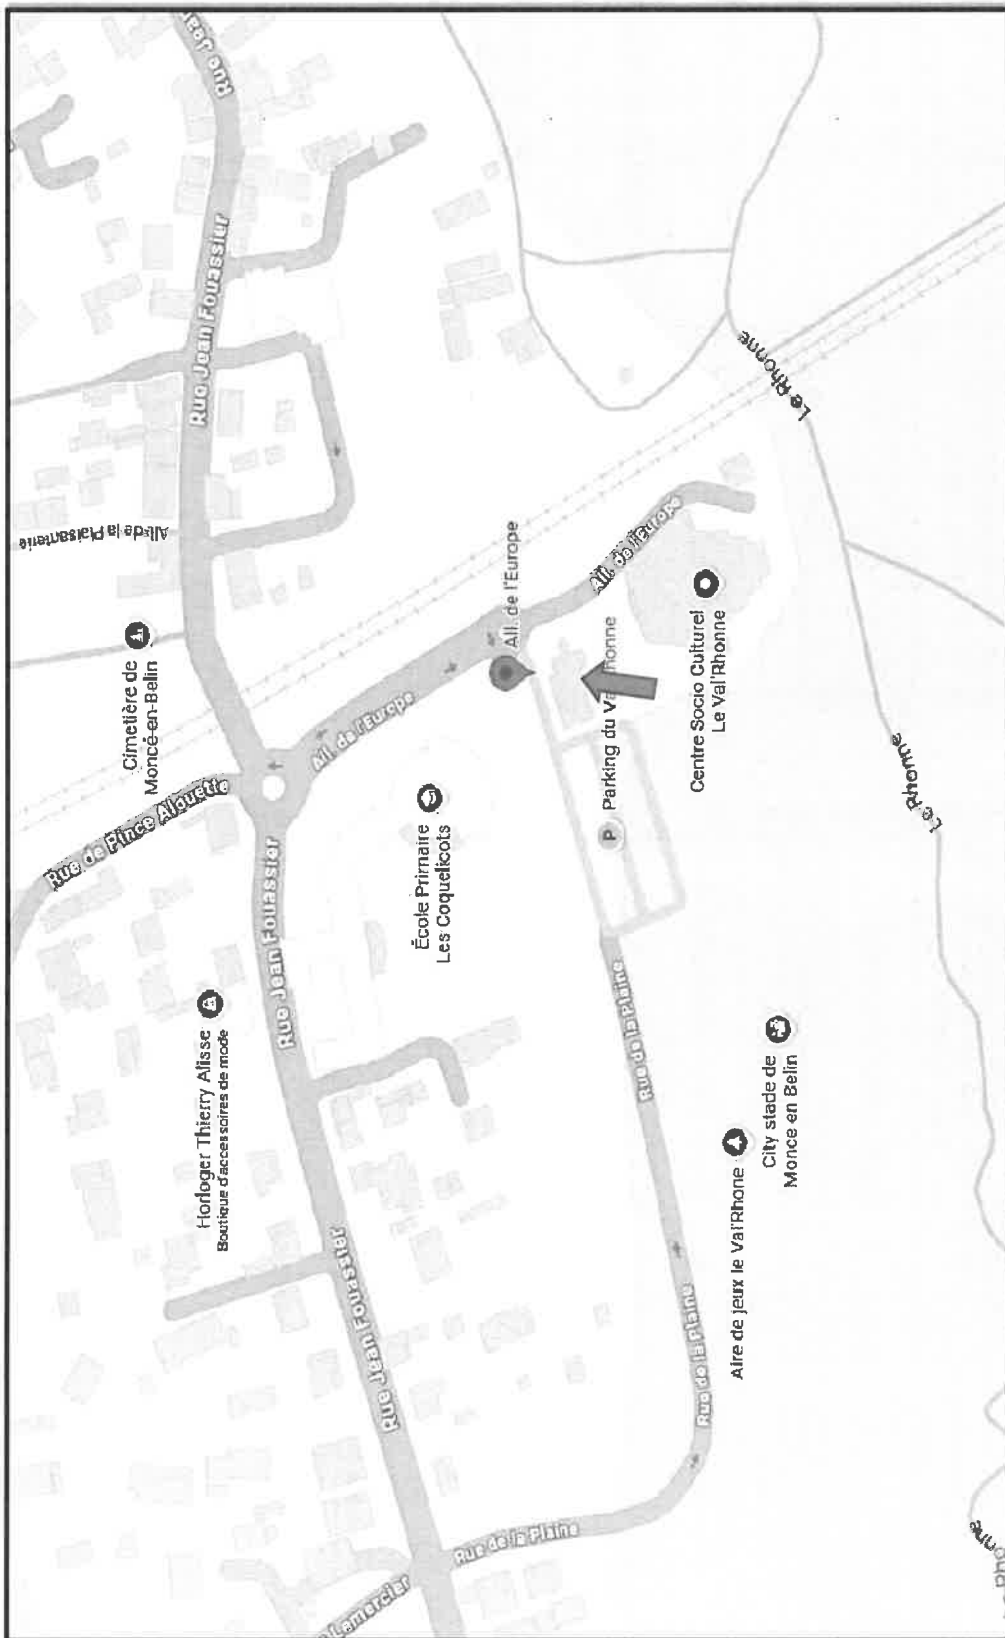 Rue de Pince Alouette
Cimetière de
Moncé-en-Belin
All. de la Plaisanterie
Rue Jean Fouassier
Rue Jean
Horloger Thierry Alisse
Boutique d'accessoires de mode
Rue Jean Fouassier
All. de l'Europe
Lemercier
Rue Jean Fouassier
École Primaire
Les Coquelicots
All. de l'Europe
Rue de la Plaine
Rue de la Plaine
P Parking du Val Rhonne
All. de l'Europe
Rue de la Plaine
Centre Socio Culturel
Le Val'Rhonne
Le Rhonne
Aire de jeux le Val'Rhone
City stade de
Monce en Belin
Le Rhonne